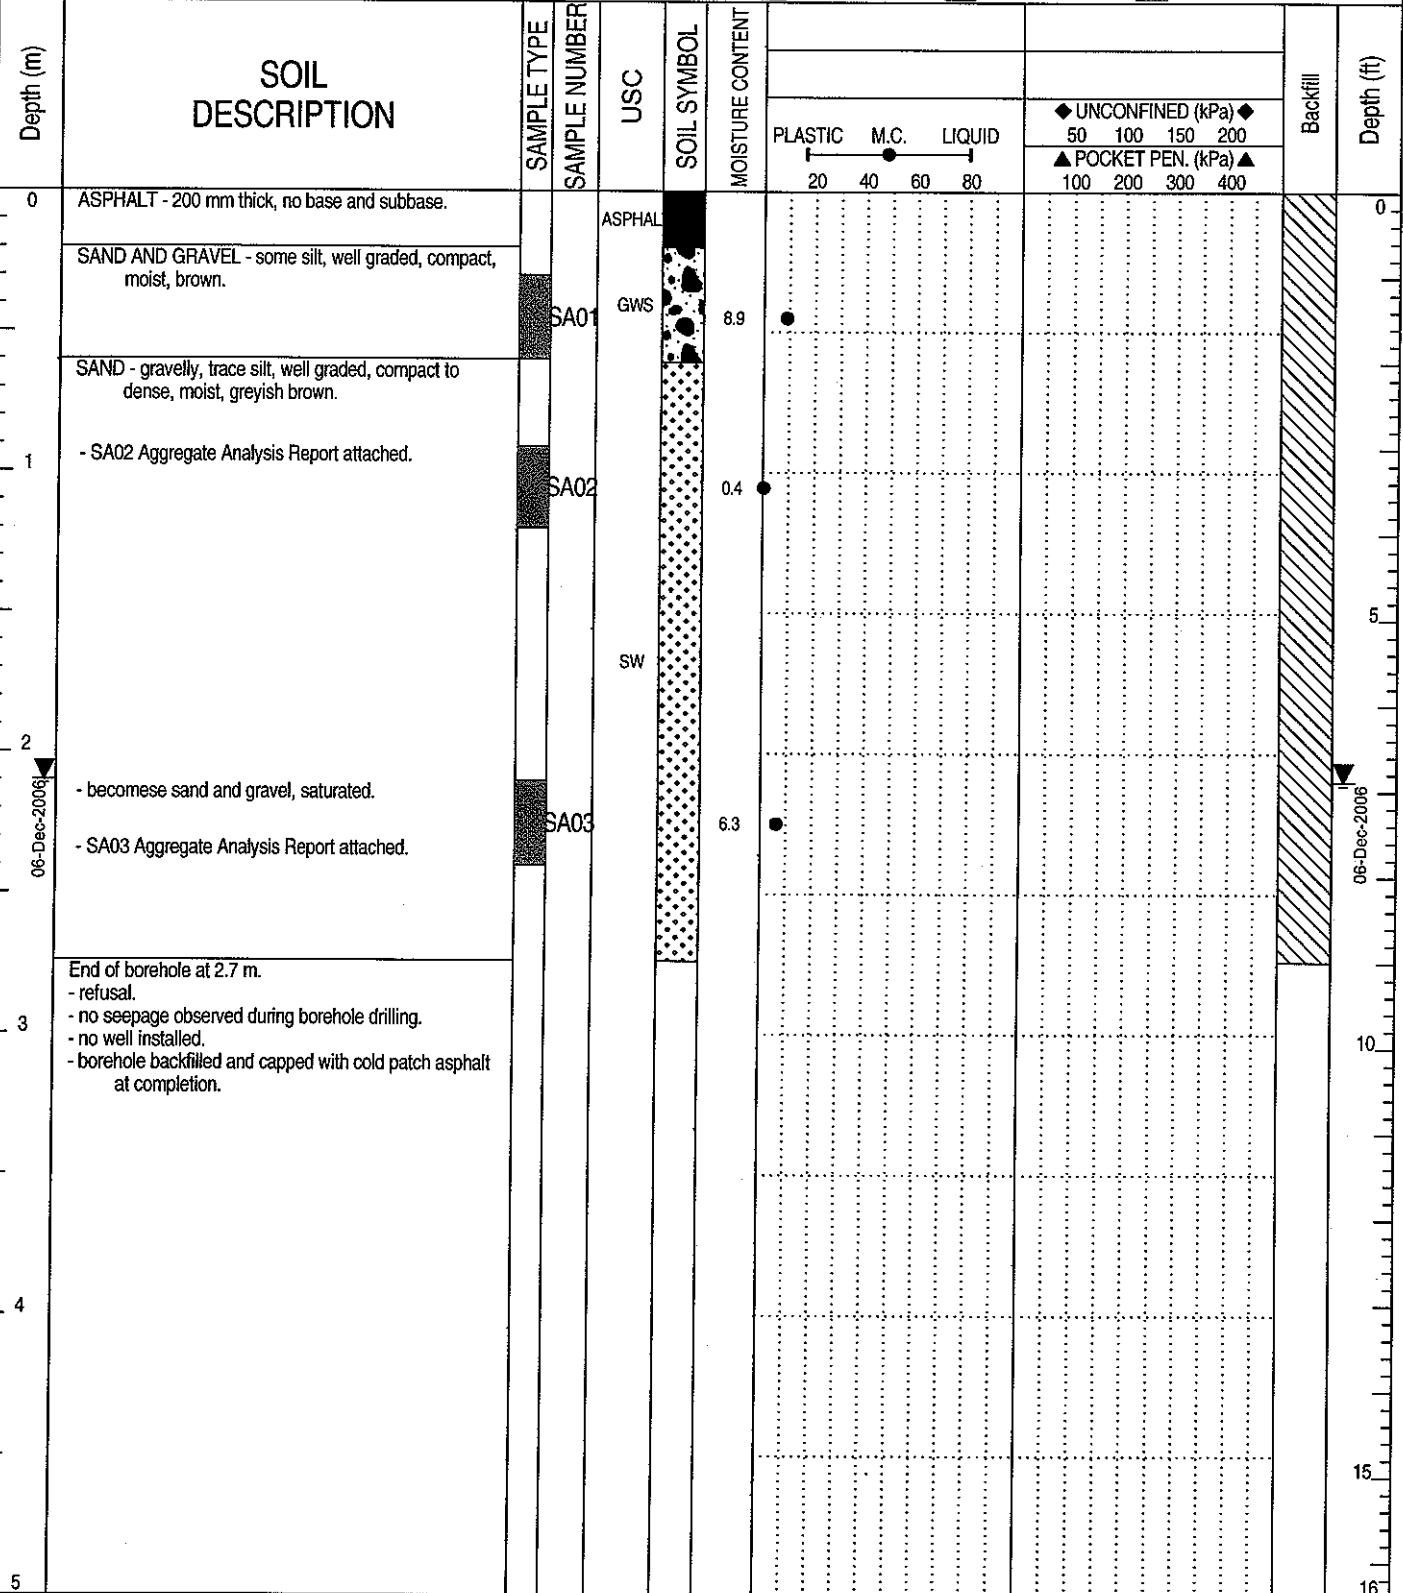 Depth (m)
SOIL
DESCRIPTION
SAMPLE TYPE
SAMPLE NUMBER
USC
SOIL SYMBOL
MOISTURE CONTENT
PLASTIC M.C. LIQUID
20 40 60 80
◆ UNCONFINED (kPa) ◆
50 100 150 200
▲ POCKET PEN. (kPa) ▲
100 200 300 400
Backfill
Depth (ft)
0
ASPHALT - 200 mm thick, no base and subbase.
ASPHAL
0
SAND AND GRAVEL - some silt, well graded, compact,
moist, brown.
SA01
GWS
8.9
SAND - gravelly, trace silt, well graded, compact to
dense, moist, greyish brown.
1
- SA02 Aggregate Analysis Report attached.
SA02
0.4
5
SW
2
06-Dec-2006
- becomese sand and gravel, saturated.
SA03
6.3
- SA03 Aggregate Analysis Report attached.
06-Dec-2006
End of borehole at 2.7 m.
- refusal.
- no seepage observed during borehole drilling.
3
- no well installed.
- borehole backfilled and capped with cold patch asphalt
at completion.
10
4
15
5
16